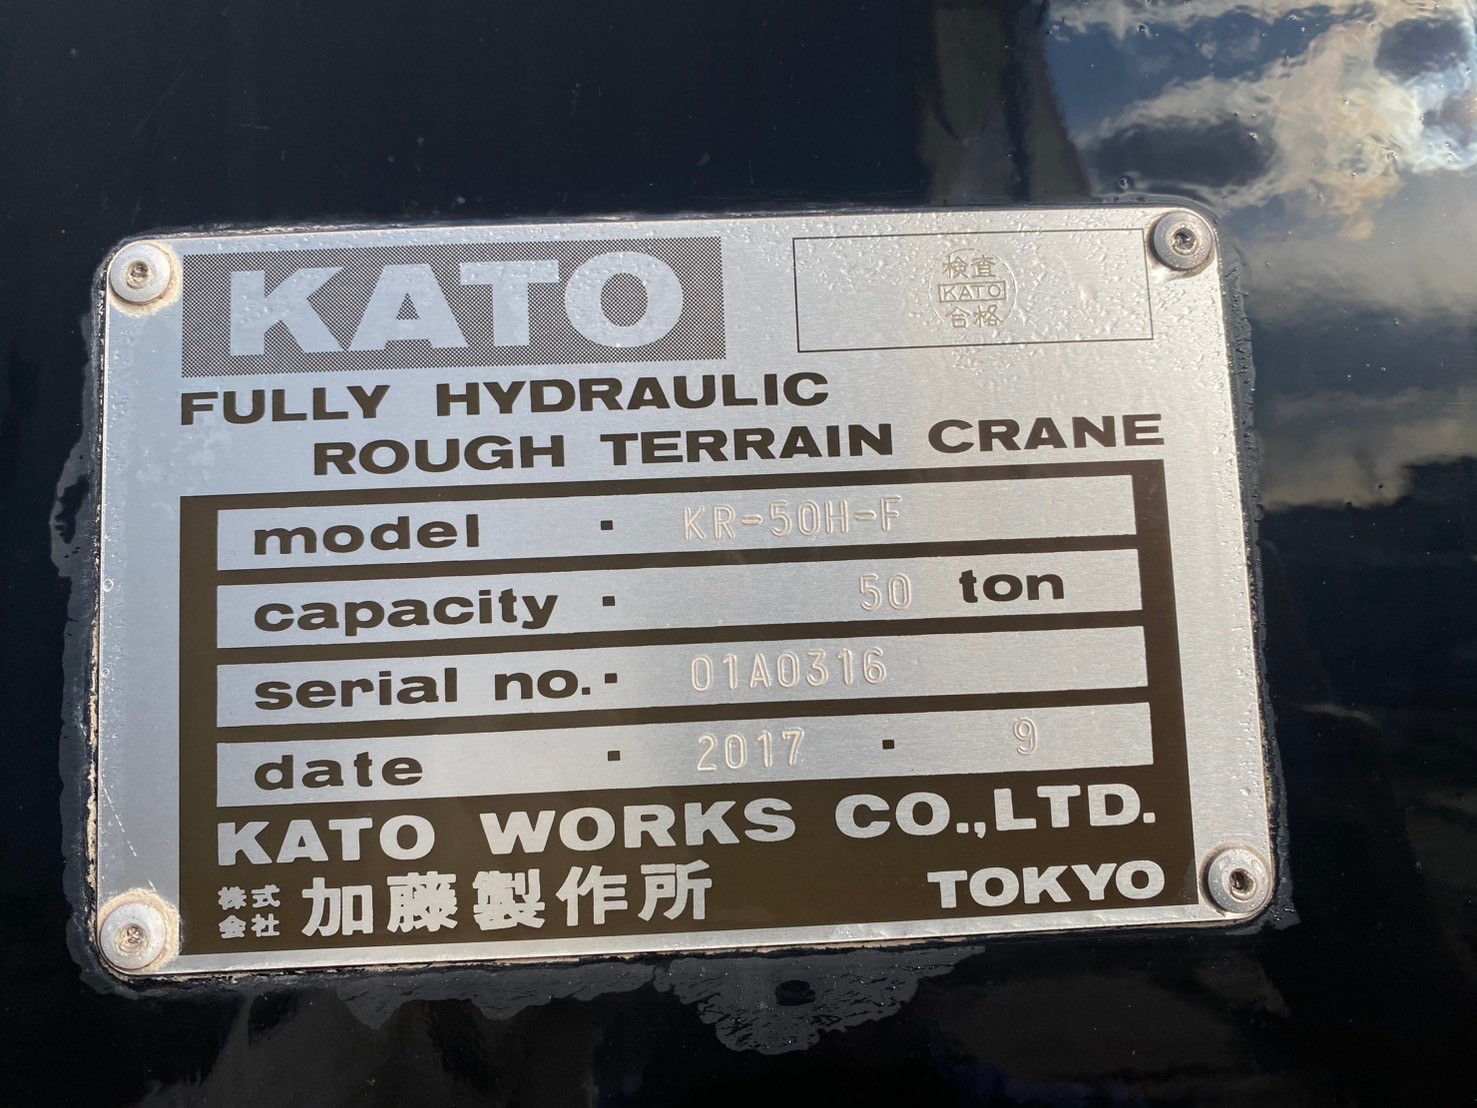 KATO
検査
KATO
合格
FULLY HYDRAULIC
ROUGH TERRAIN CRANE
model · KR-50H-F
capacity · 50 ton
serial no. · 01A0316
date · 2017 · 9
KATO WORKS CO.,LTD.
株式会社 加藤製作所 TOKYO